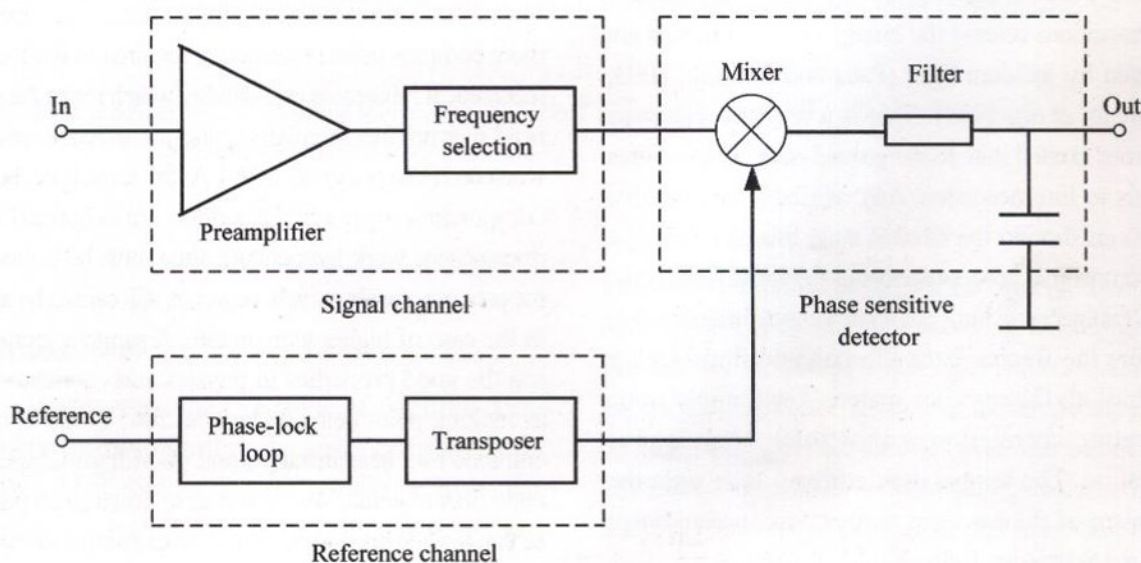 In
Preamplifier
Frequency
selection
Signal channel
Mixer
Filter
Out
Phase sensitive
detector
Reference
Phase-lock
loop
Transposer
Reference channel